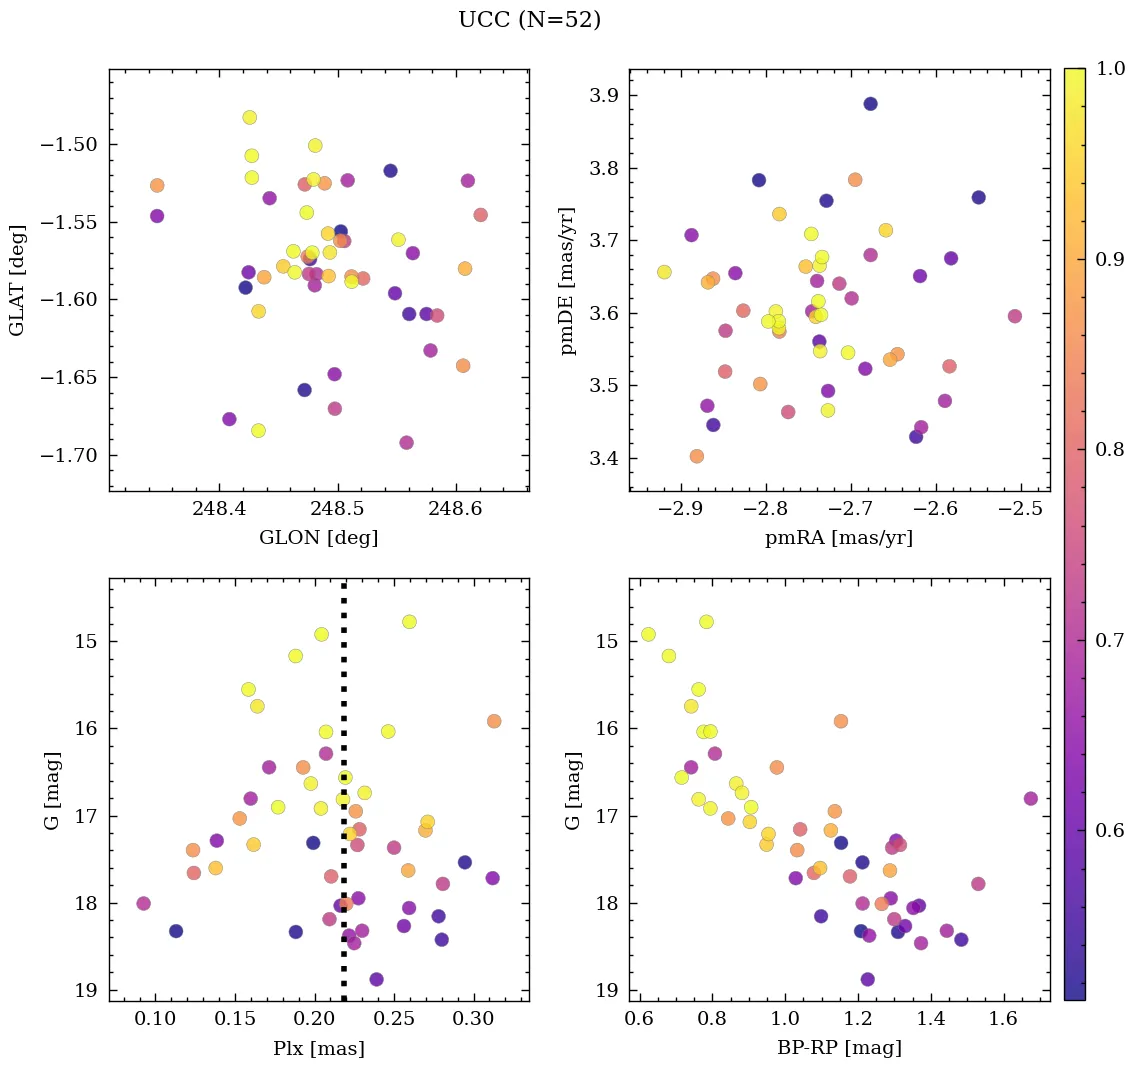 UCC (N=52)
−1.50
−1.55
−1.60
−1.65
−1.70
GLAT [deg]
248.4 248.5 248.6
GLON [deg]
3.9
3.8
3.7
3.6
3.5
3.4
pmDE [mas/yr]
−2.9 −2.8 −2.7 −2.6 −2.5
pmRA [mas/yr]
1.0
0.9
0.8
0.7
0.6
15
16
17
18
19
G [mag]
0.10 0.15 0.20 0.25 0.30
Plx [mas]
15
16
17
18
19
G [mag]
0.6 0.8 1.0 1.2 1.4 1.6
BP-RP [mag]